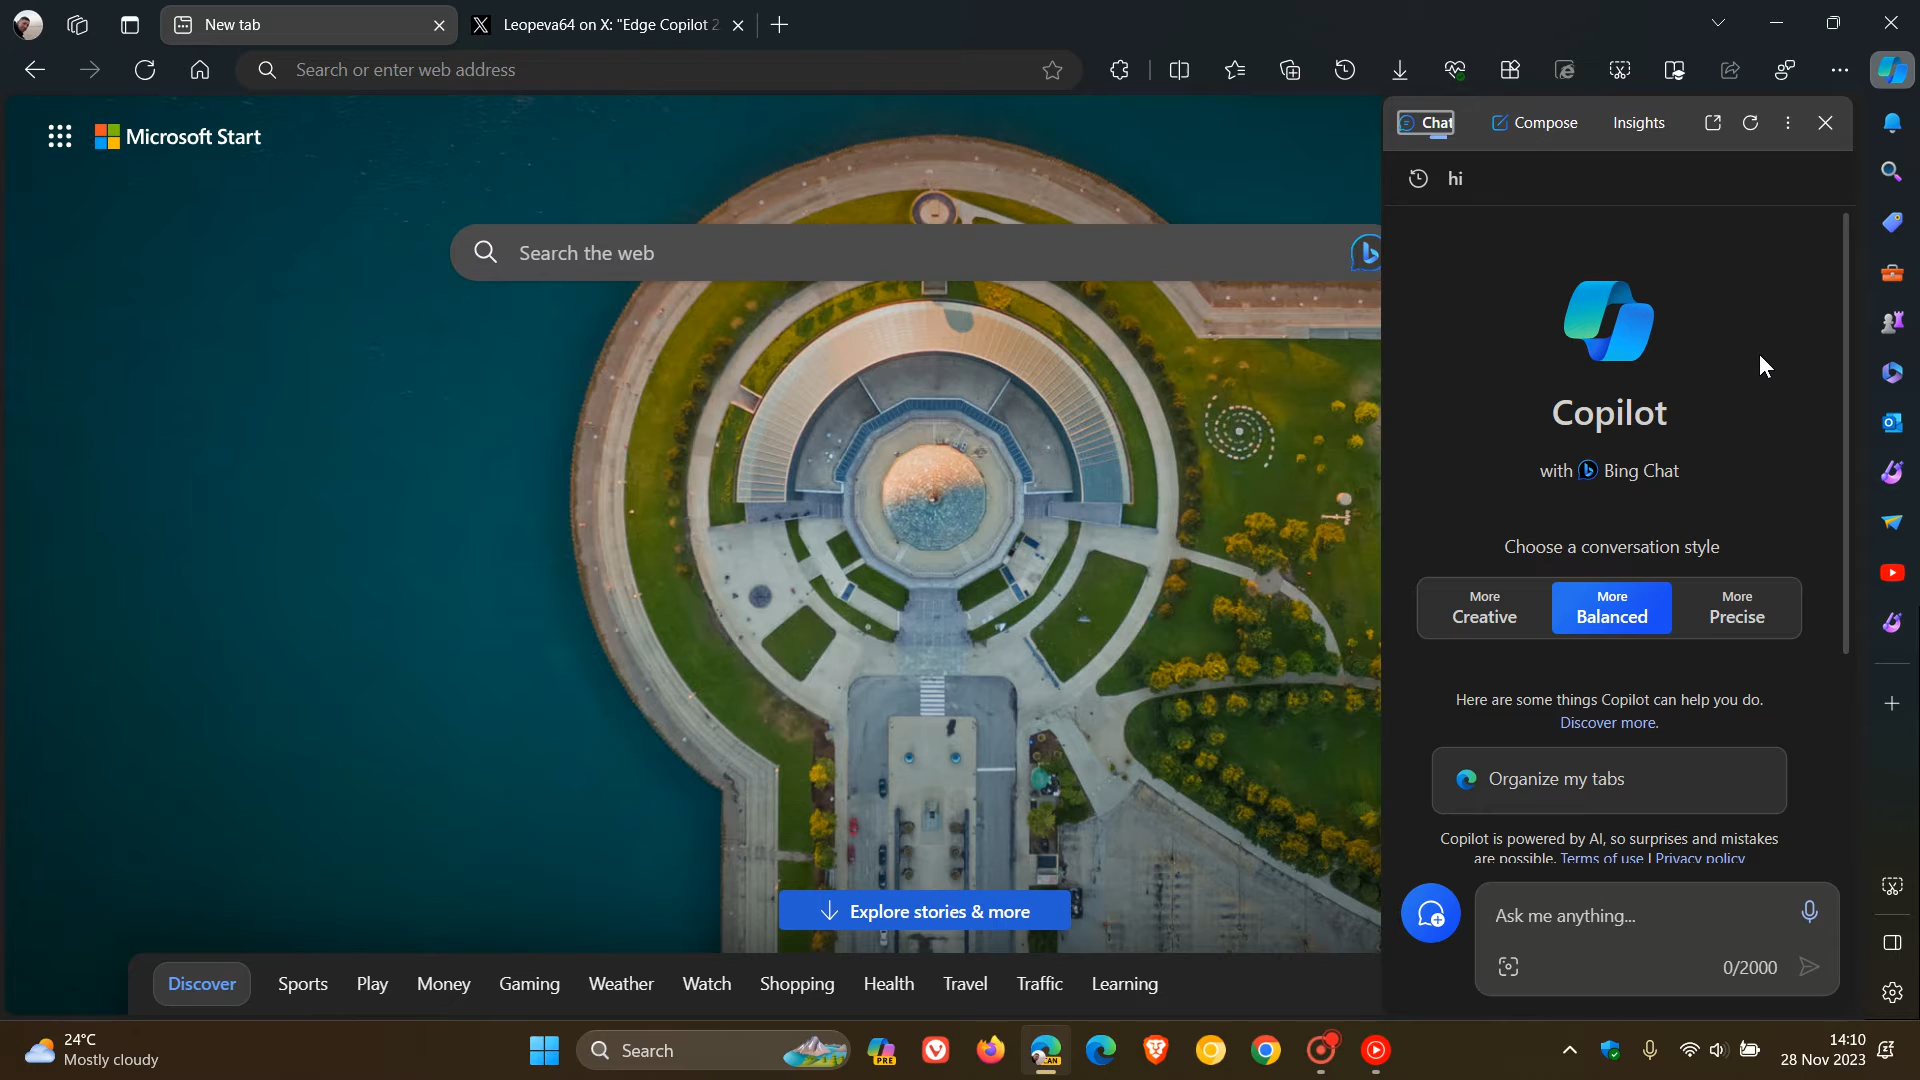 New tab
Leopeva64 on X: "Edge Copilot 2
Search or enter web address
Microsoft Start
Search the web
Explore stories & more
Discover
Sports
Play
Money
Gaming
Weather
Watch
Shopping
Health
Travel
Traffic
Learning
Chat
Compose
Insights
hi
Copilot
with Bing Chat
Choose a conversation style
More
Creative
More
Balanced
More
Precise
Here are some things Copilot can help you do.
Discover more.
Organize my tabs
Copilot is powered by AI, so surprises and mistakes
are possible. Terms of use | Privacy policy
Ask me anything...
0/2000
24°C
Mostly cloudy
Search
PRE
CAN
14:10
28 Nov 2023